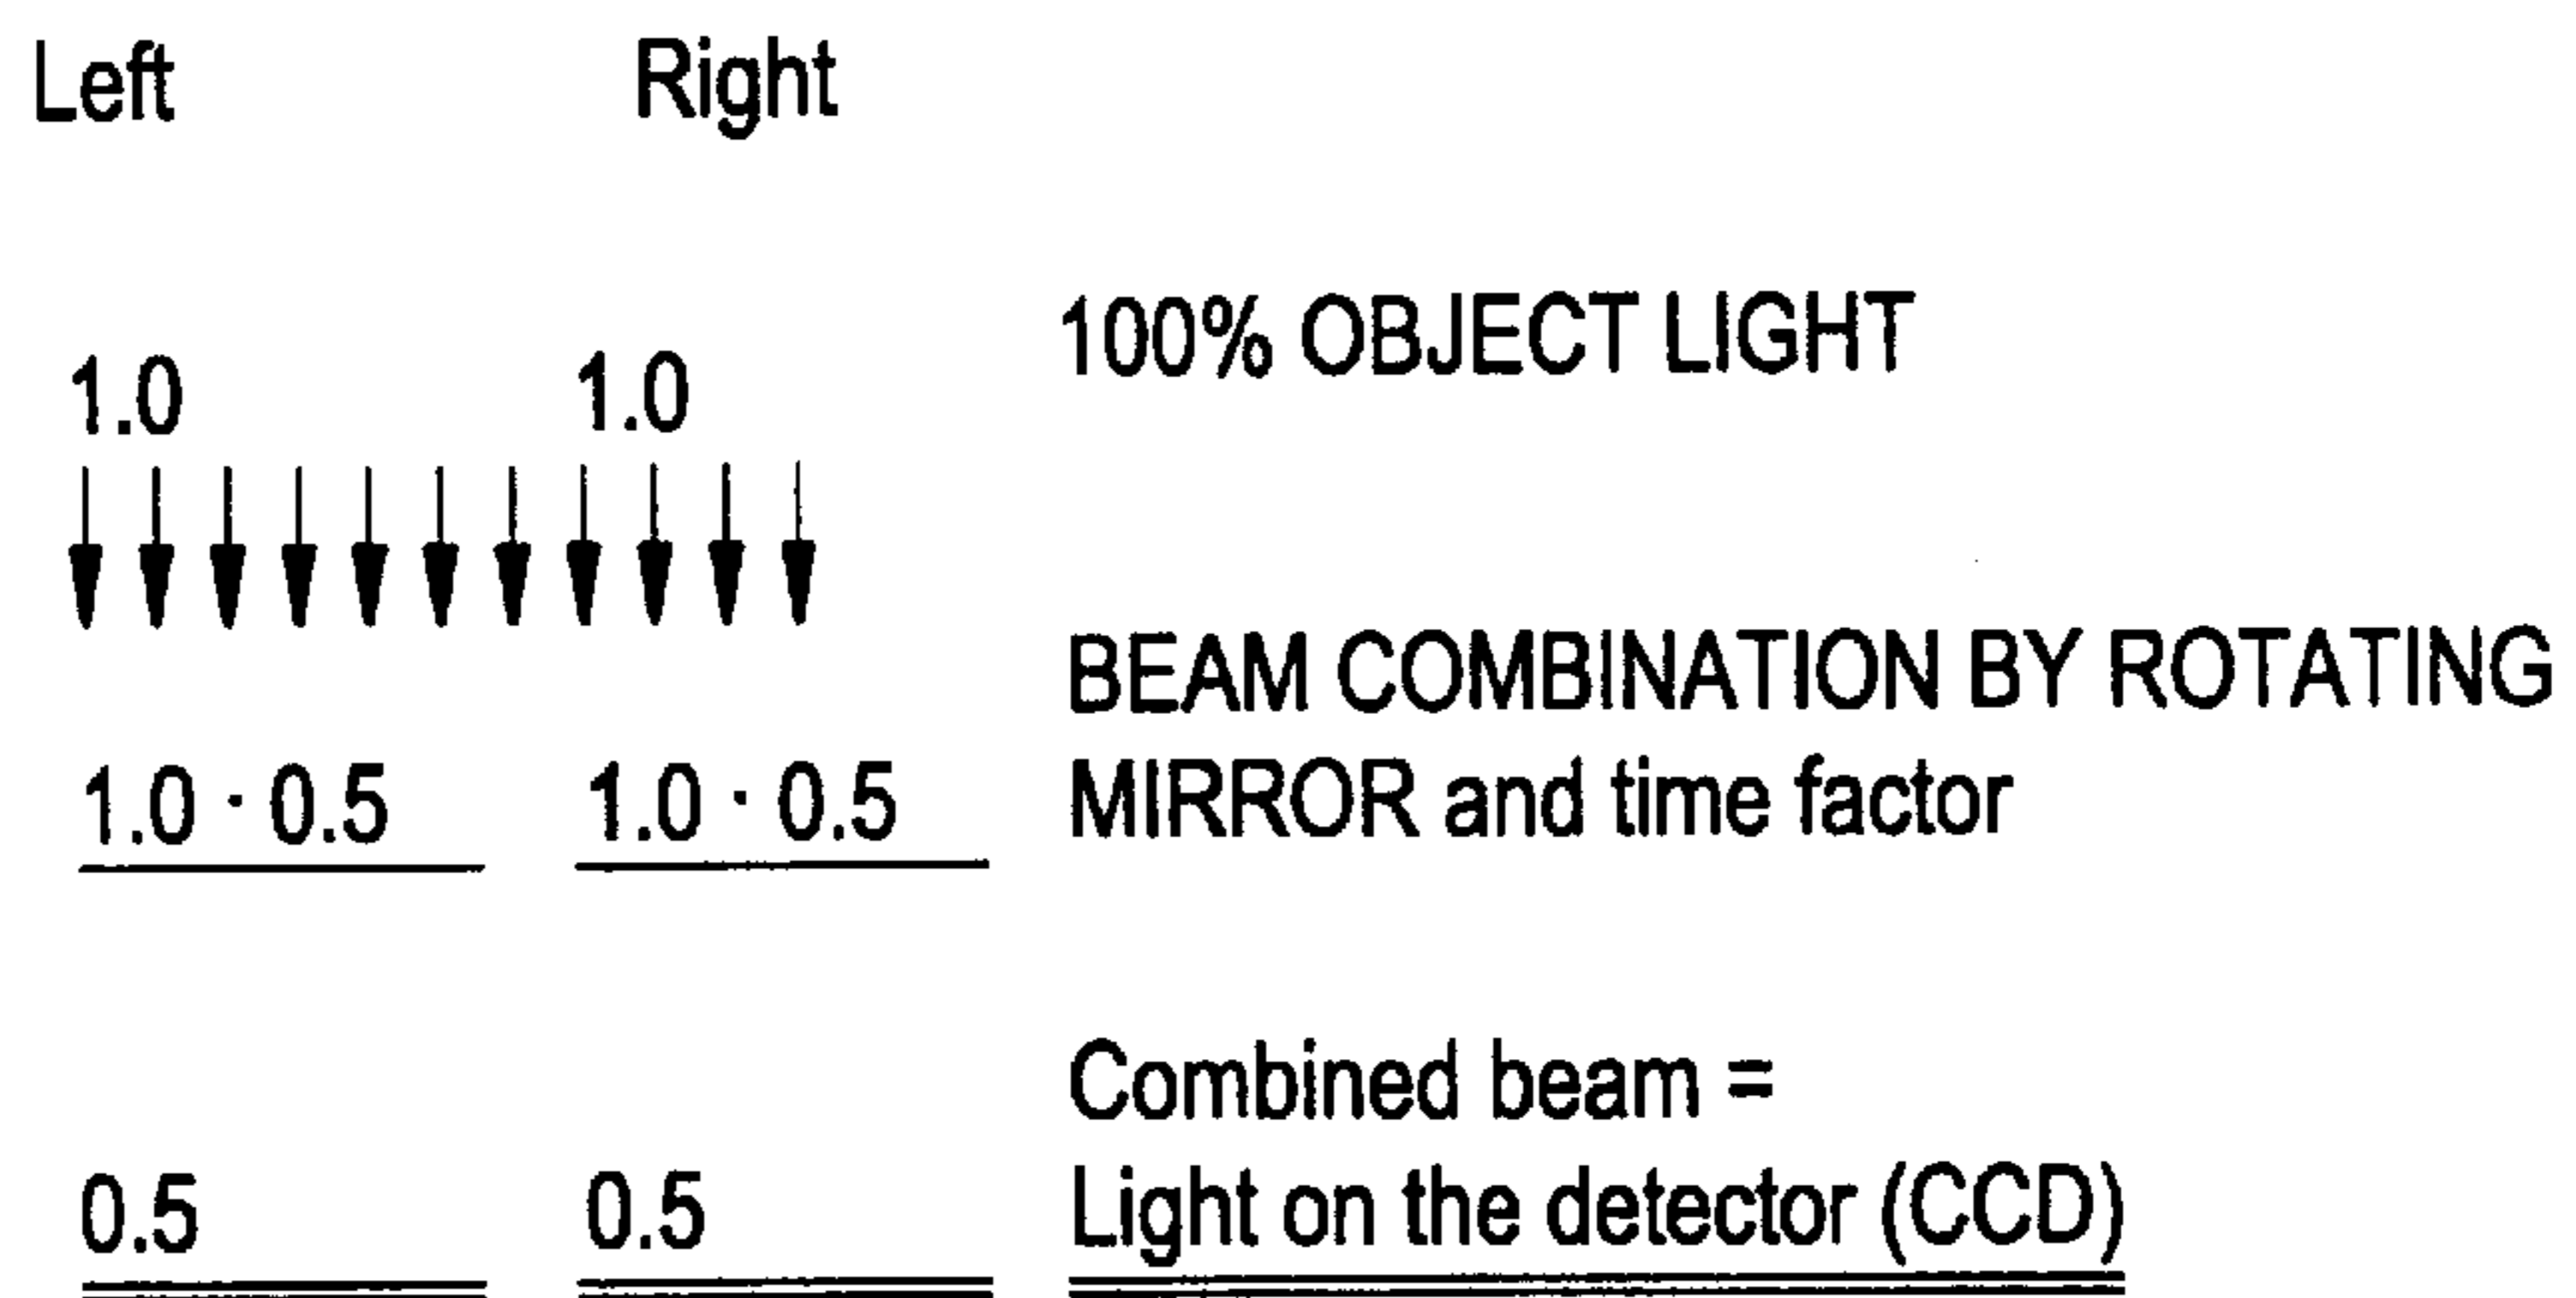 Left Right
100% OBJECT LIGHT
1.0 1.0
BEAM COMBINATION BY ROTATING
1.0 · 0.5 1.0 · 0.5 MIRROR and time factor
Combined beam =
0.5 0.5 Light on the detector (CCD)